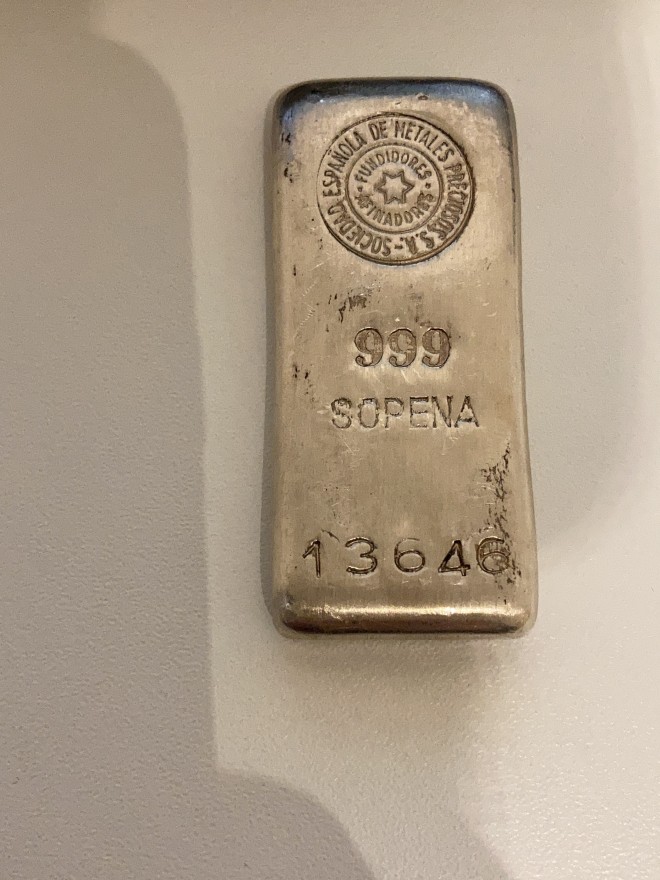 SOCIEDAD ESPAÑOLA DE METALES PRECIOSOS, S.A.-
FUNDIDORES
AFINADORES
999
SOPENA
13646